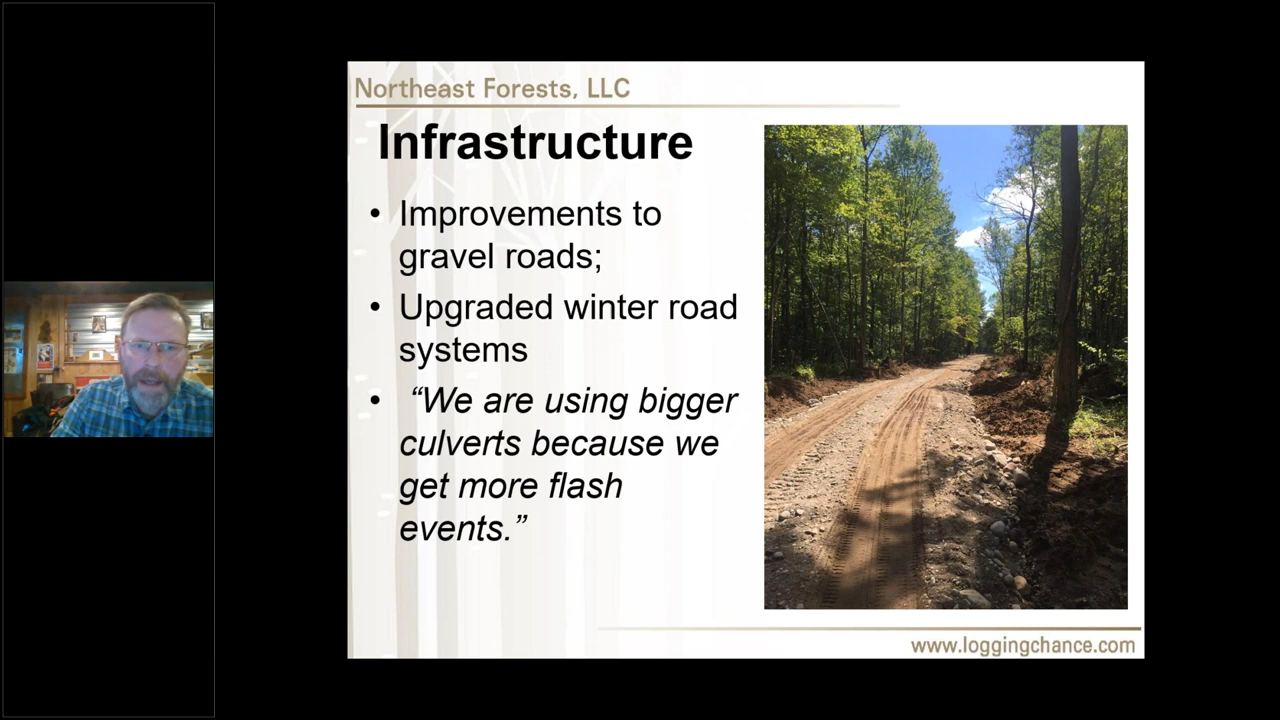 Northeast Forests, LLC
Infrastructure
• Improvements to
gravel roads;
• Upgraded winter road
systems
• “We are using bigger
culverts because we
get more flash
events.”
www.loggingchance.com